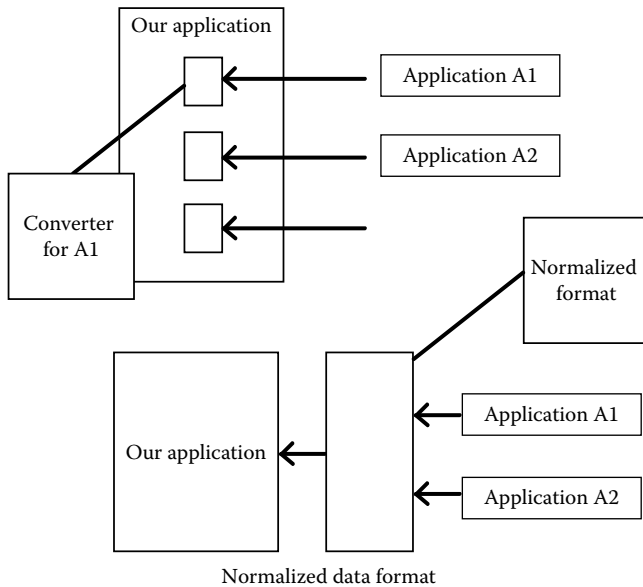 Our application
Application A1
Application A2
Converter
for A1
Normalized
format
Our application
Application A1
Application A2
Normalized data format